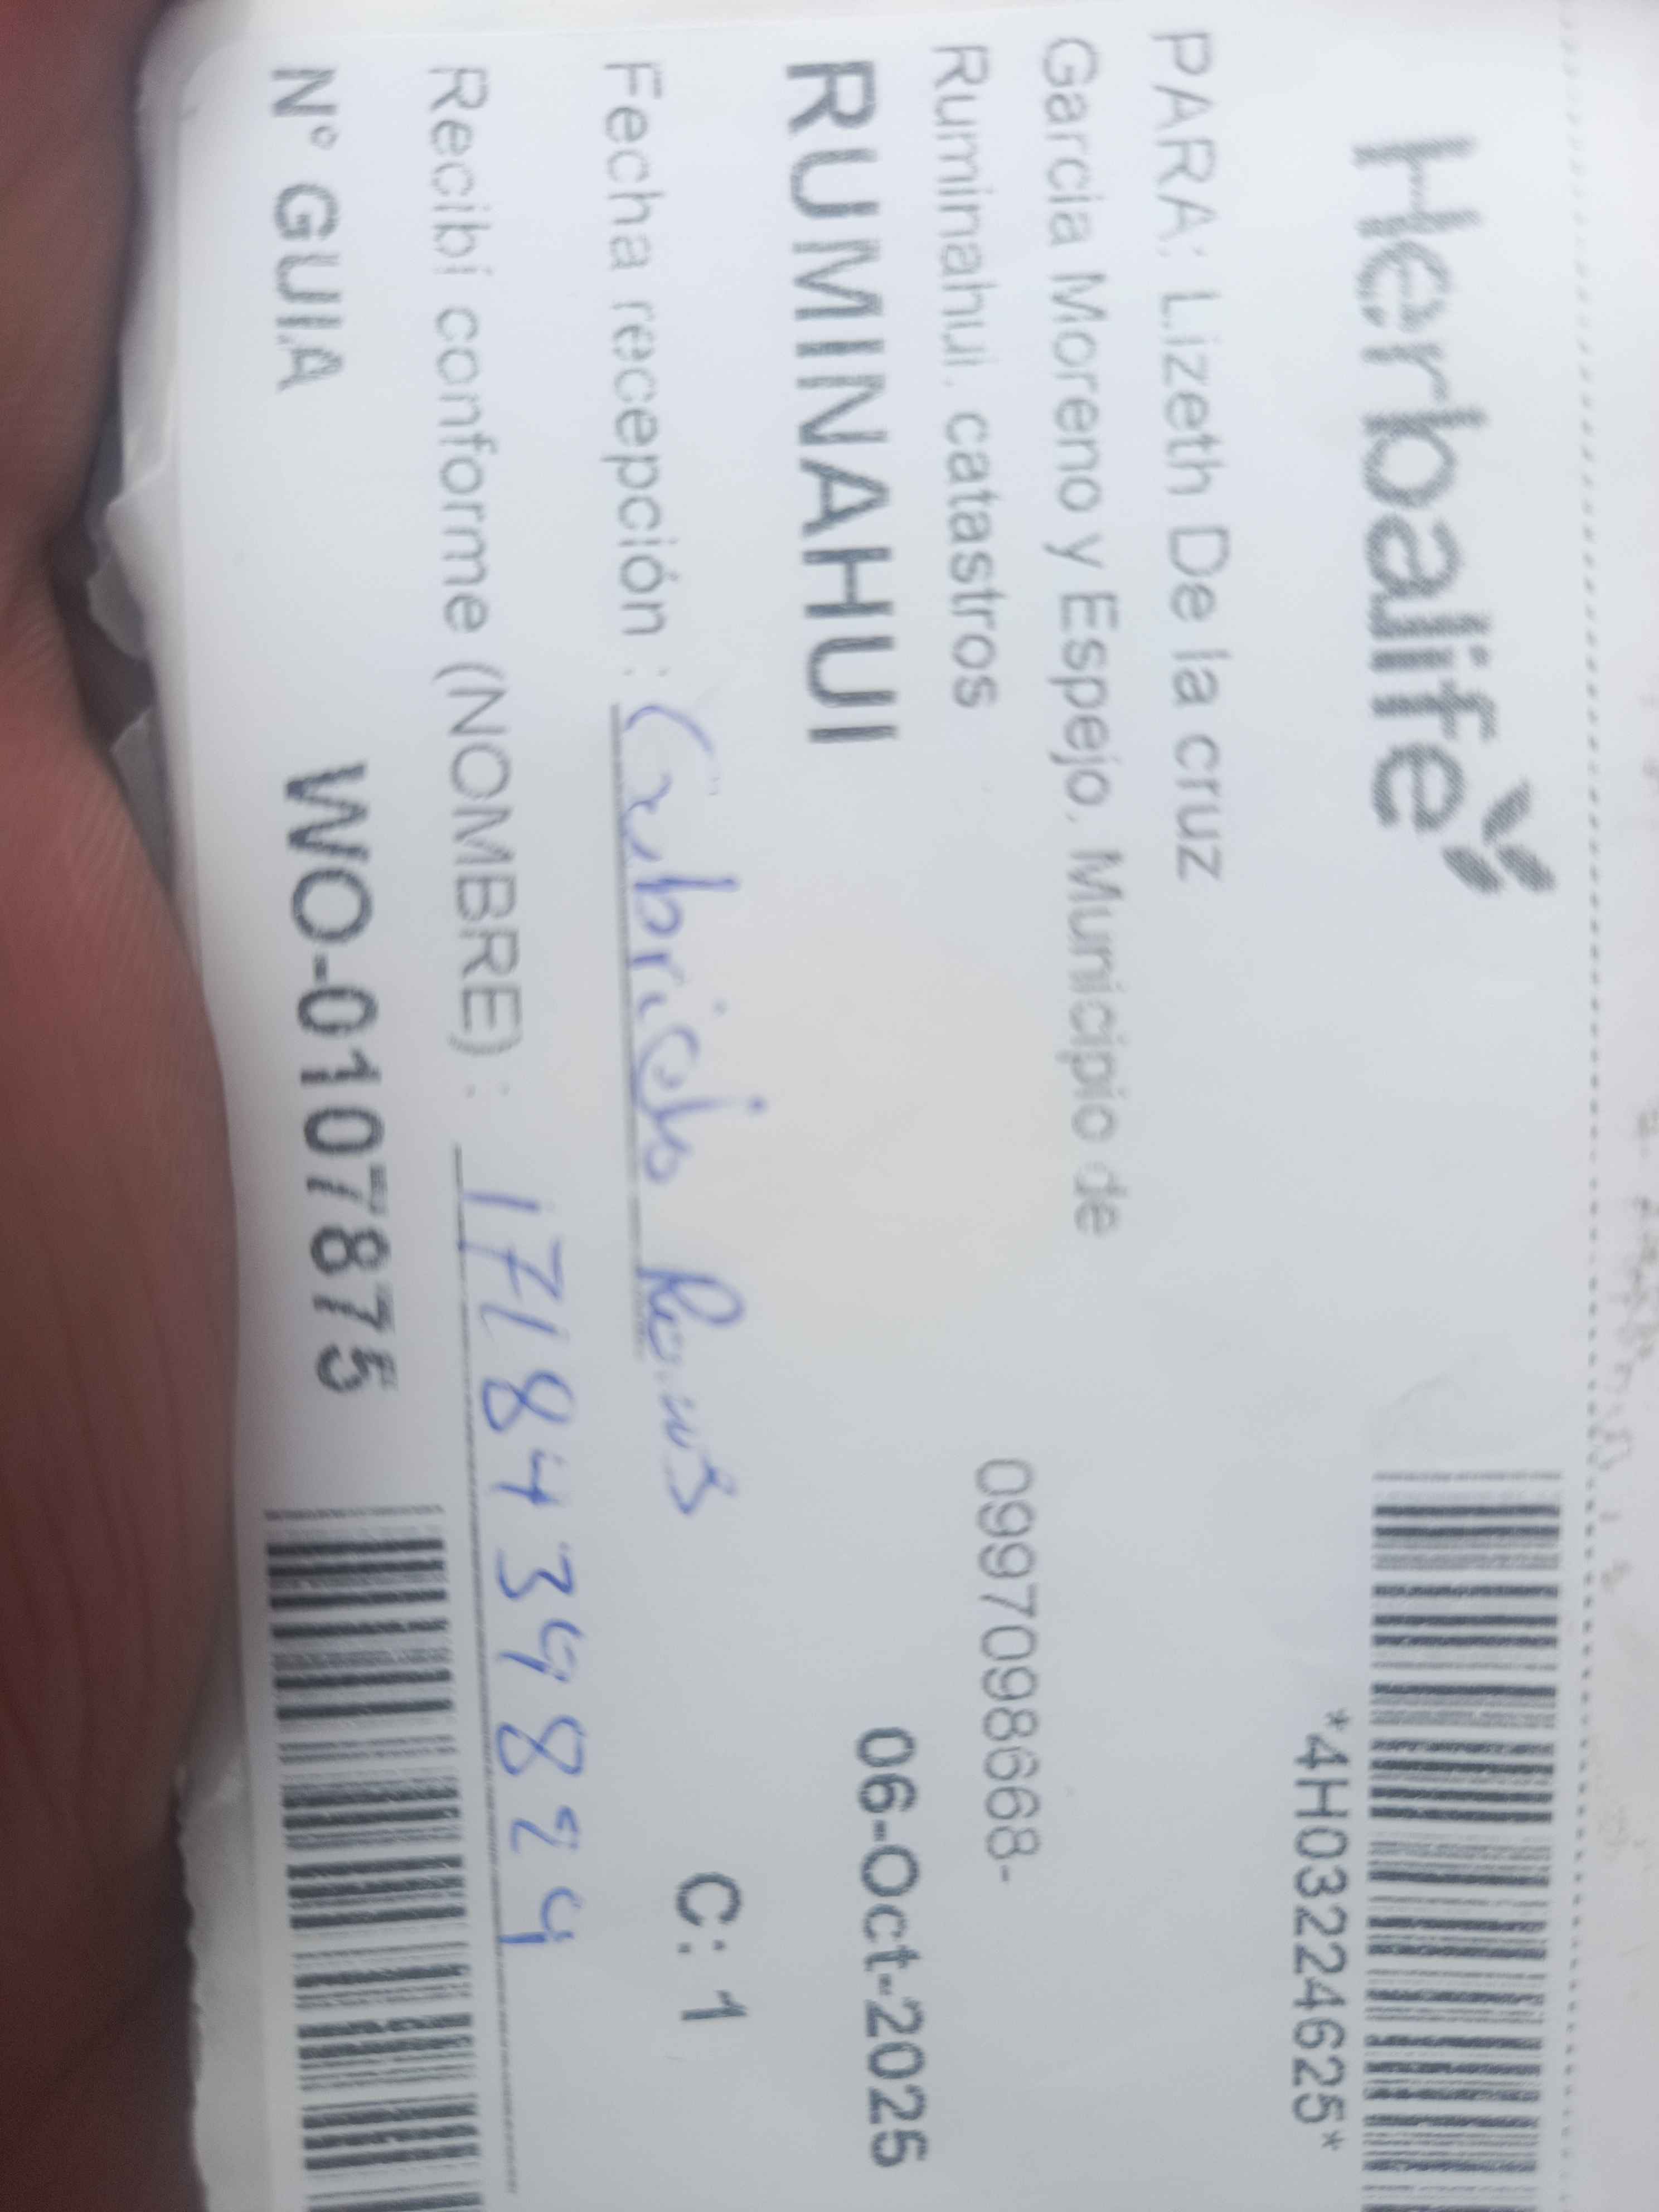 Herbalife
*4H03224625*
PARA: Lizeth De la cruz
Garcia Moreno y Espejo. Municipio de
Ruminahui. catastros
0997098668-
RUMINAHUI
06-Oct-2025
Fecha recepción :
C: 1
Recibí conforme (NOMBRE) : 1718439824
N° GUIA WO-01078775